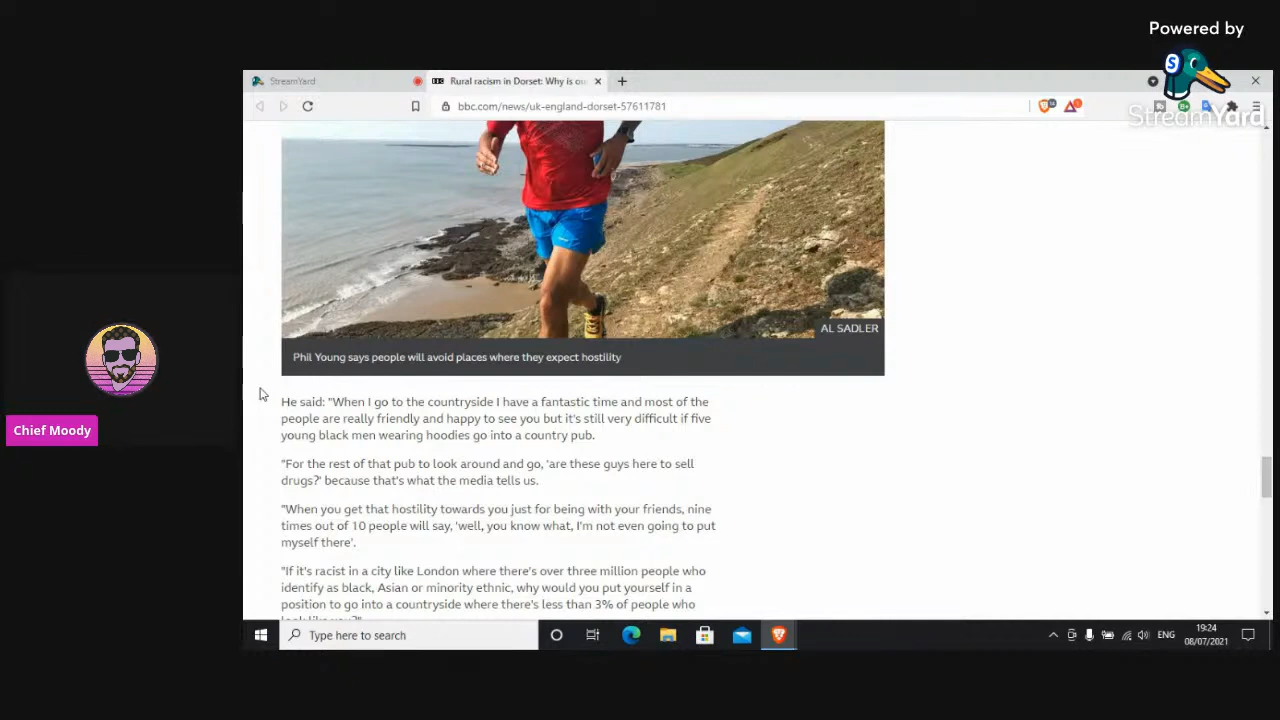 Powered by
StreamYard
StreamYard
Rural racism in Dorset: Why is ou
bbc.com/news/uk-england-dorset-57611781
AL SADLER
Phil Young says people will avoid places where they expect hostility
Chief Moody
He said: "When I go to the countryside I have a fantastic time and most of the
people are really friendly and happy to see you but it's still very difficult if five
young black men wearing hoodies go into a country pub.
"For the rest of that pub to look around and go, 'are these guys here to sell
drugs?' because that's what the media tells us.
"When you get that hostility towards you just for being with your friends, nine
times out of 10 people will say, 'well, you know what, I'm not even going to put
myself there'.
"If it's racist in a city like London where there's over three million people who
identify as black, Asian or minority ethnic, why would you put yourself in a
position to go into a countryside where there's less than 3% of people who
look like you?"
Type here to search
ENG
19:24
08/07/2021